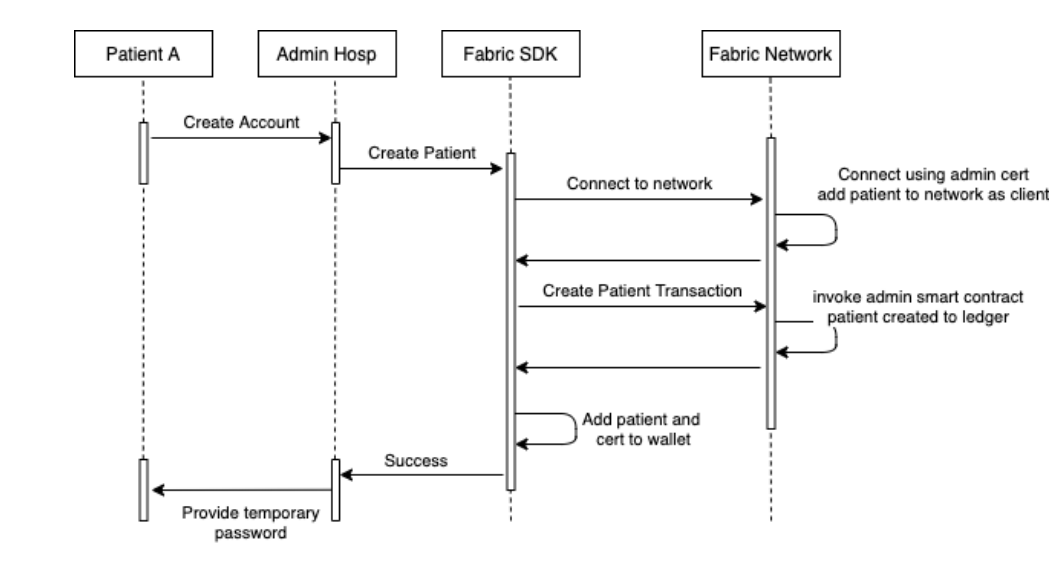 Patient A
Admin Hosp
Fabric SDK
Fabric Network
Create Account
Create Patient
Connect to network
Connect using admin cert
add patient to network as client
Create Patient Transaction
invoke admin smart contract
patient created to ledger
Add patient and
cert to wallet
Success
Provide temporary
password